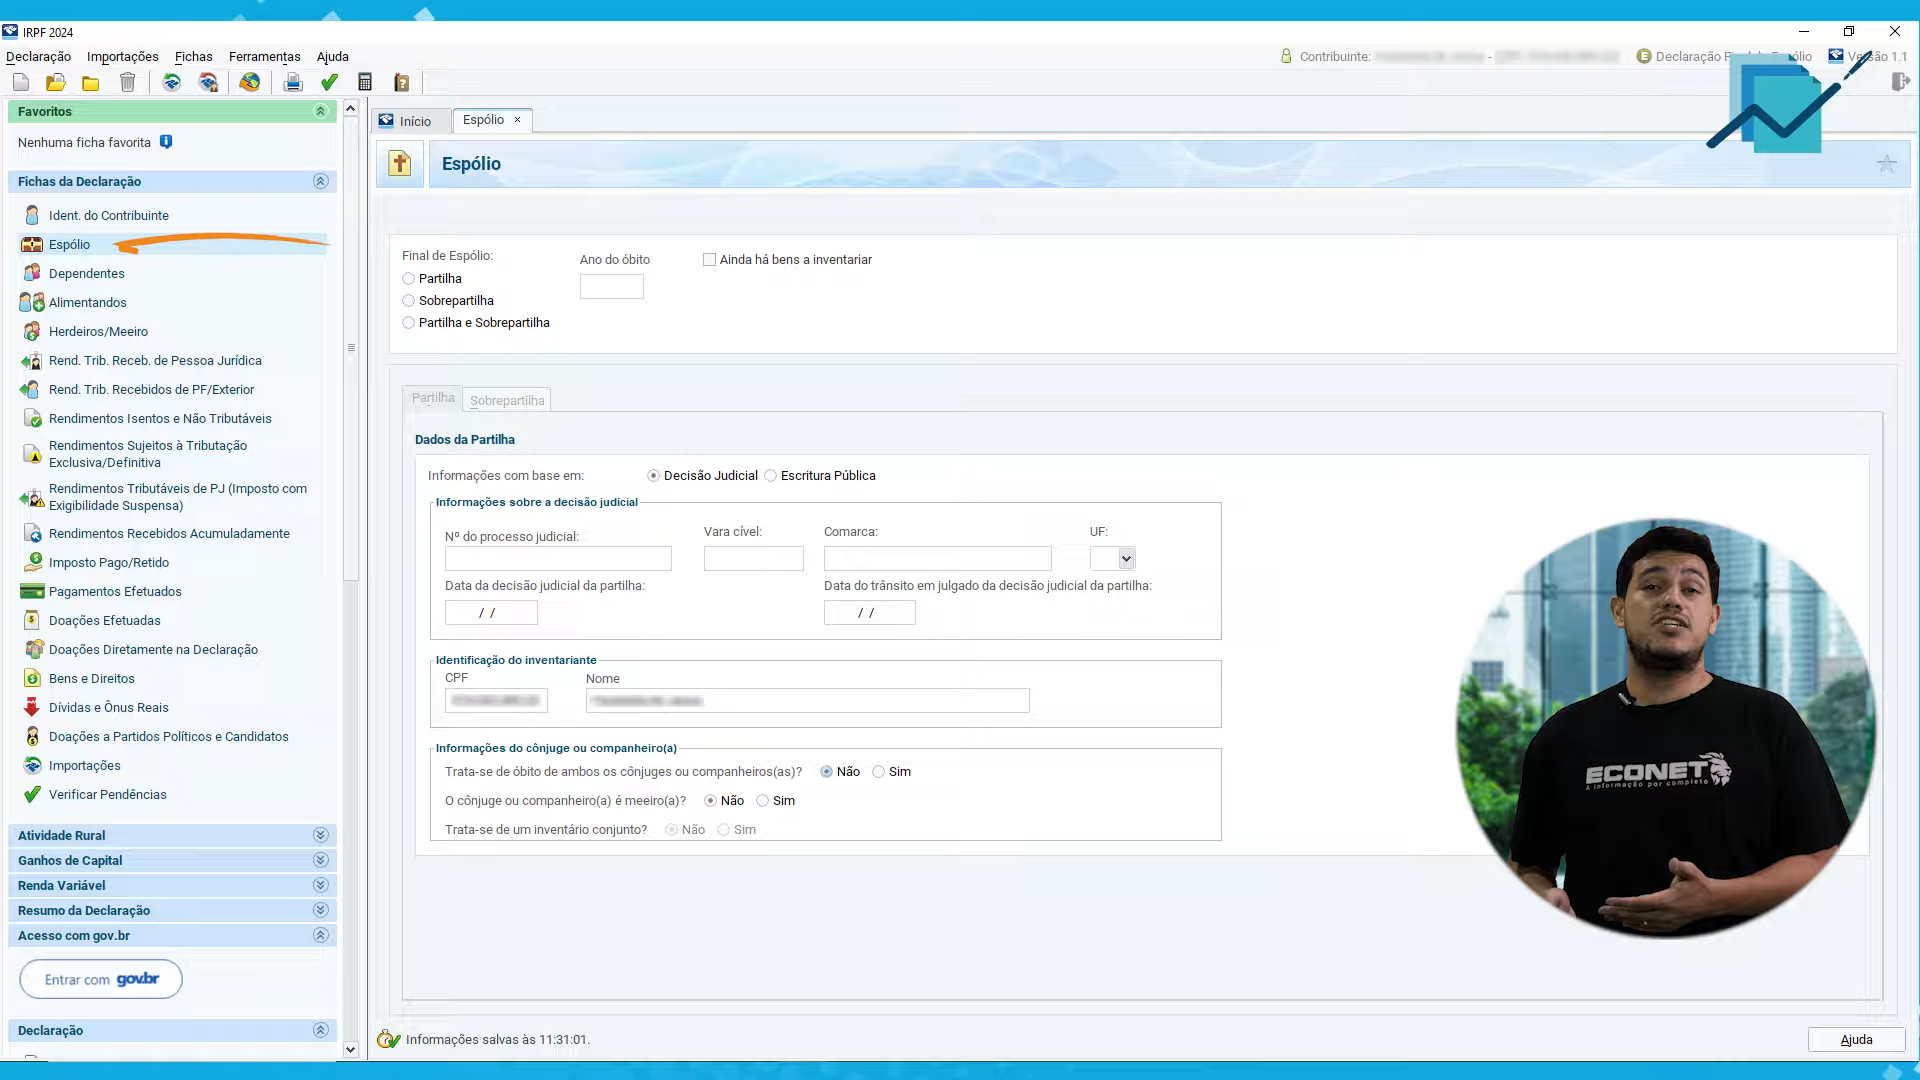 IRPF 2024
Declaração Importações Fichas Ferramentas Ajuda
Contribuinte:
Declaração
Versão 1.1
Favoritos
Nenhuma ficha favorita
Fichas da Declaração
Ident. do Contribuinte
Espólio
Dependentes
Alimentandos
Herdeiros/Meeiro
Rend. Trib. Receb. de Pessoa Jurídica
Rend. Trib. Recebidos de PF/Exterior
Rendimentos Isentos e Não Tributáveis
Rendimentos Sujeitos à Tributação
Exclusiva/Definitiva
Rendimentos Tributáveis de PJ (Imposto com
Exigibilidade Suspensa)
Rendimentos Recebidos Acumuladamente
Imposto Pago/Retido
Pagamentos Efetuados
Doações Efetuadas
Doações Diretamente na Declaração
Bens e Direitos
Dívidas e Ônus Reais
Doações a Partidos Políticos e Candidatos
Importações
Verificar Pendências
Atividade Rural
Ganhos de Capital
Renda Variável
Resumo da Declaração
Acesso com gov.br
Entrar com gov.br
Declaração
Início
Espólio ×
Espólio
Final de Espólio:
Partilha
Sobrepartilha
Partilha e Sobrepartilha
Ano do óbito
Ainda há bens a inventariar
Partilha
Sobrepartilha
Dados da Partilha
Informações com base em: Decisão Judicial Escritura Pública
Informações sobre a decisão judicial
Nº do processo judicial: Vara cível: Comarca: UF:
Data da decisão judicial da partilha: Data do trânsito em julgado da decisão judicial da partilha:
/ / / /
Identificação do inventariante
CPF Nome
Informações do cônjuge ou companheiro(a)
Trata-se de óbito de ambos os cônjuges ou companheiros(as)? Não Sim
O cônjuge ou companheiro(a) é meeiro(a)? Não Sim
Trata-se de um inventário conjunto? Não Sim
ECONET
A informação por completo
Informações salvas às 11:31:01.
Ajuda